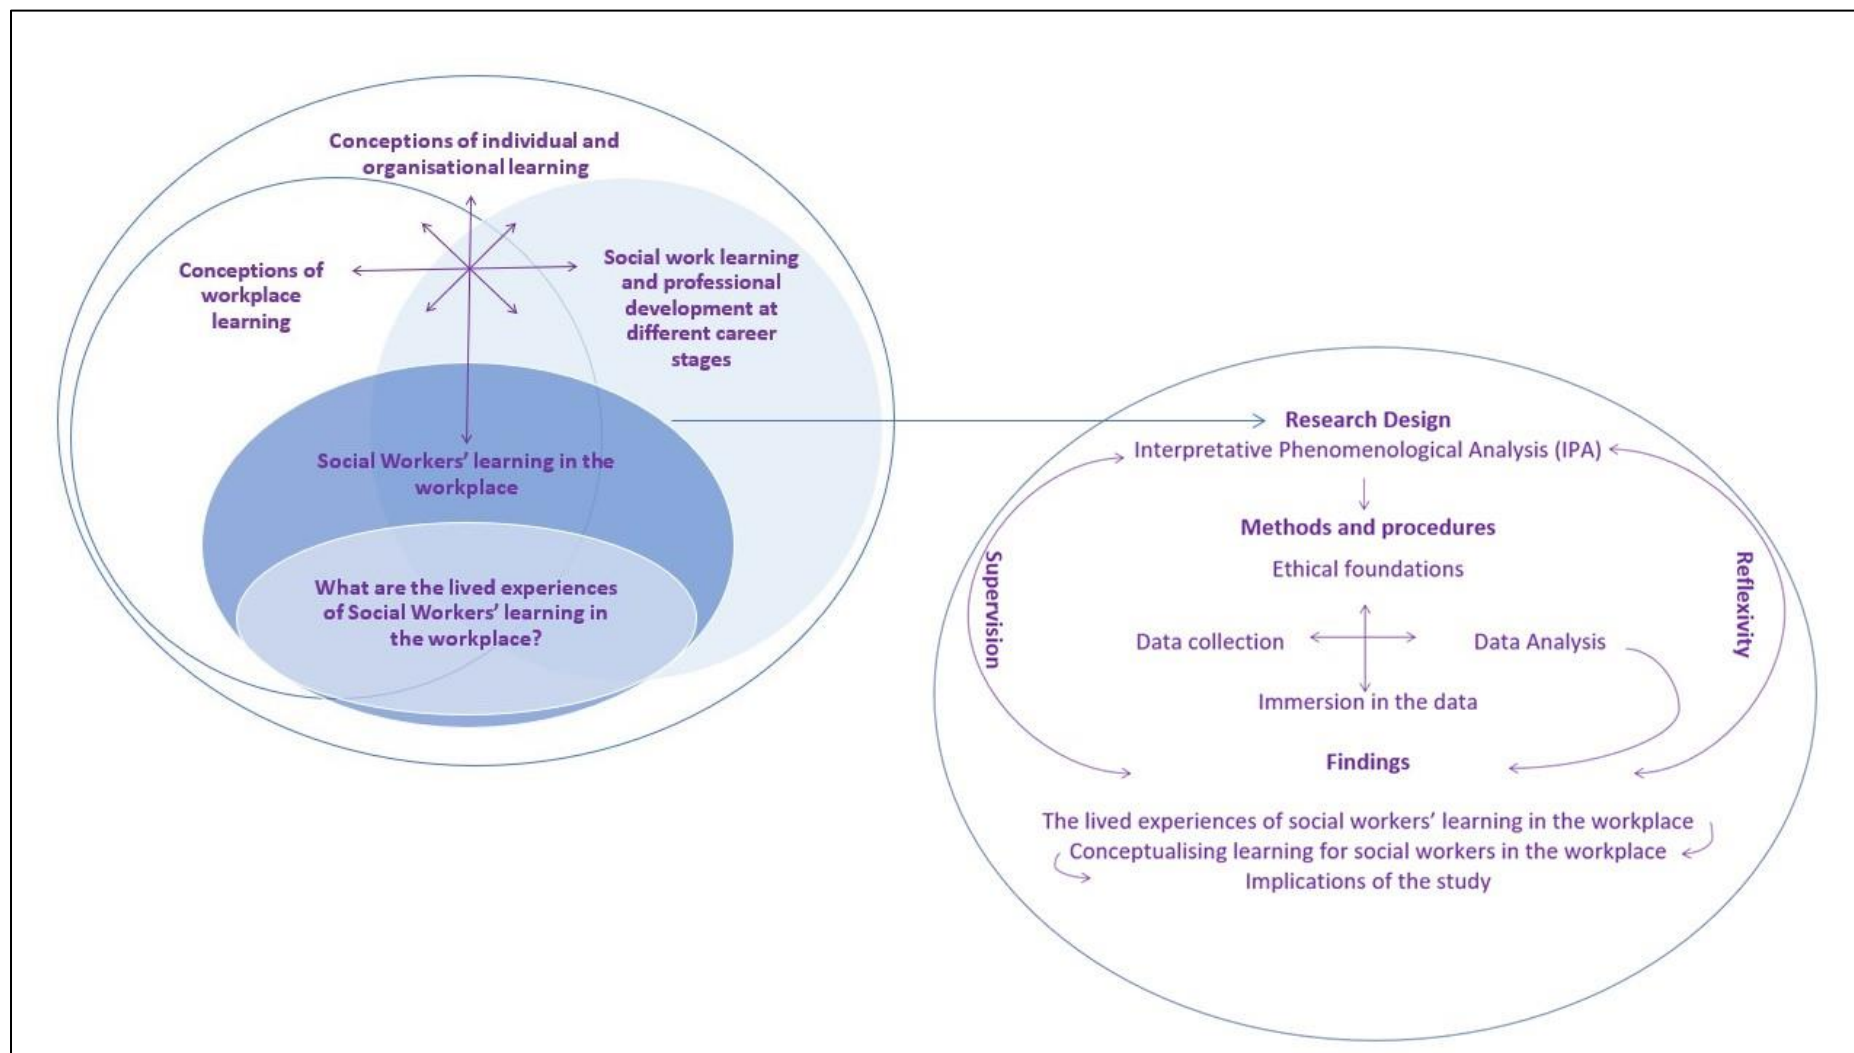 Conceptions of individual and
organisational learning
Conceptions of
workplace
learning
Social work learning
and professional
development at
different career
stages
Social Workers’ learning in the
workplace
What are the lived experiences
of Social Workers’ learning in
the workplace?
Research Design
Interpretative Phenomenological Analysis (IPA)
Methods and procedures
Ethical foundations
Supervision
Reflexivity
Data collection
Data Analysis
Immersion in the data
Findings
The lived experiences of social workers’ learning in the workplace
Conceptualising learning for social workers in the workplace
Implications of the study